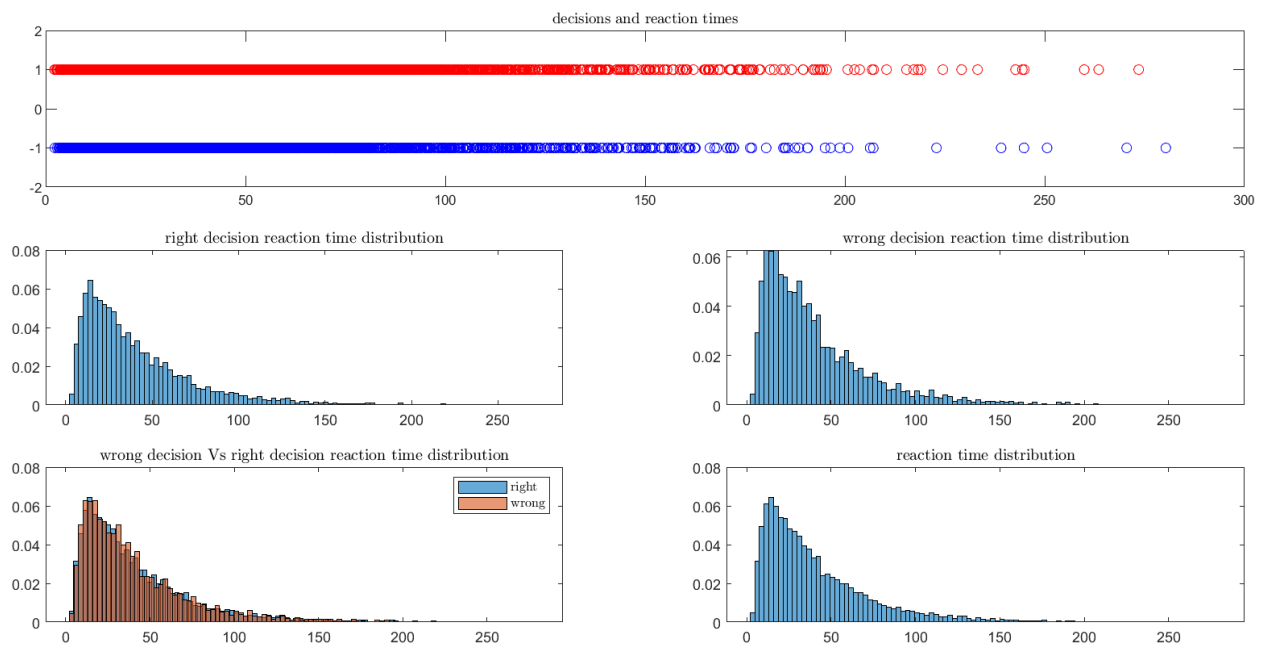 decisions and reaction times
2
1
0
-1
-2
0 50 100 150 200 250 300
right decision reaction time distribution
0.08
0.06
0.04
0.02
0
0 50 100 150 200 250
wrong decision reaction time distribution
0.06
0.04
0.02
0
0 50 100 150 200 250
wrong decision Vs right decision reaction time distribution
0.08
0.06
0.04
0.02
0
right
wrong
0 50 100 150 200 250
reaction time distribution
0.08
0.06
0.04
0.02
0
0 50 100 150 200 250